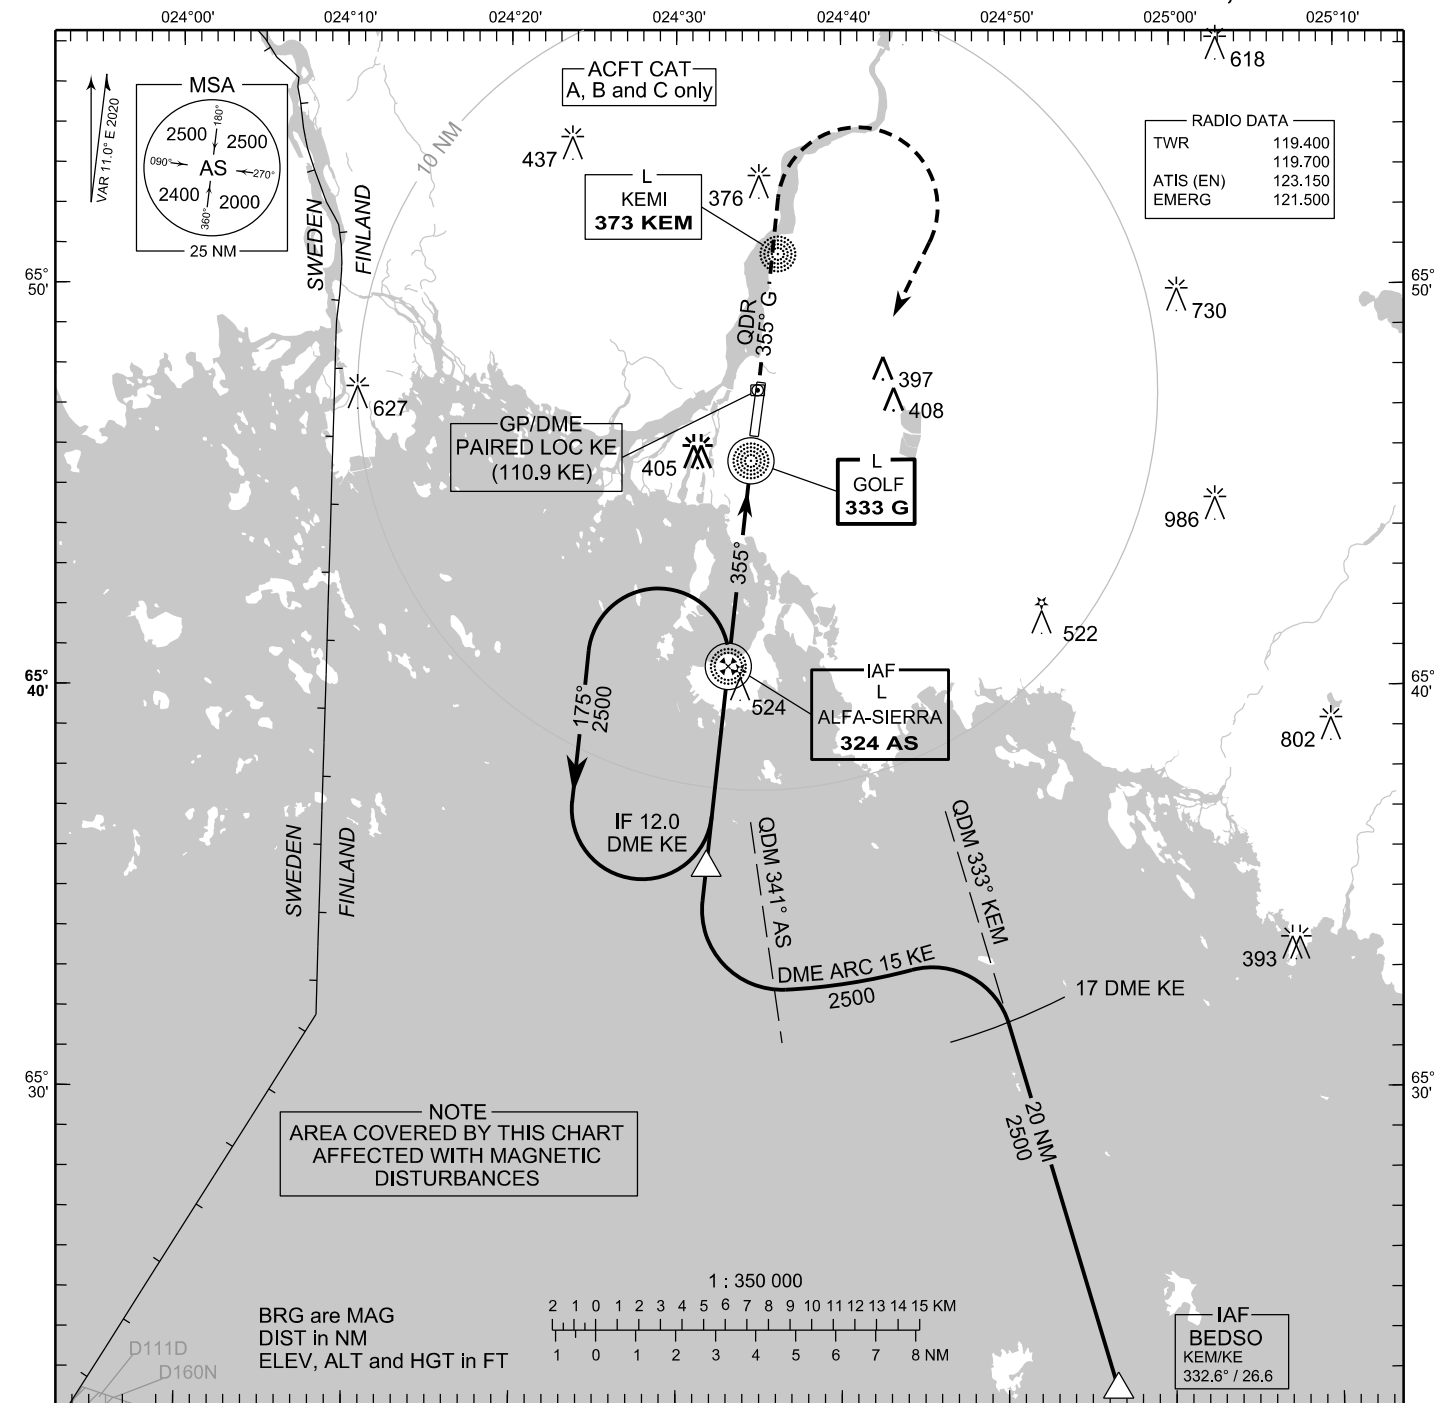 024°00'
024°10'
024°20'
024°30'
024°40'
024°50'
025°00'
025°10'
VAR 11.0° E 2020
MSA
2500
180°
2500
090°
AS
270°
2400
360°
2000
25 NM
SWEDEN
FINLAND
ACFT CAT
A, B and C only
10 NM
437
618
RADIO DATA
TWR 119.400
119.700
ATIS (EN) 123.150
EMERG 121.500
L
KEMI
373 KEM
376
65°
50'
65°
50'
730
QDR
355° G
397
408
627
GP/DME
PAIRED LOC KE
(110.9 KE)
405
L
GOLF
333 G
986
355°
522
65°
40'
65°
40'
175°
2500
524
IAF
L
ALFA-SIERRA
324 AS
802
IF 12.0
DME KE
QDM 341° AS
QDM 333° KEM
SWEDEN
FINLAND
393
DME ARC 15 KE
2500
17 DME KE
65°
30'
65°
30'
20 NM
2500
NOTE
AREA COVERED BY THIS CHART
AFFECTED WITH MAGNETIC
DISTURBANCES
1 : 350 000
2 1 0 1 2 3 4 5 6 7 8 9 10 11 12 13 14 15 KM
1 0 1 2 3 4 5 6 7 8 NM
BRG are MAG
DIST in NM
ELEV, ALT and HGT in FT
IAF
BEDSO
KEM/KE
332.6° / 26.6
D111D
D160N